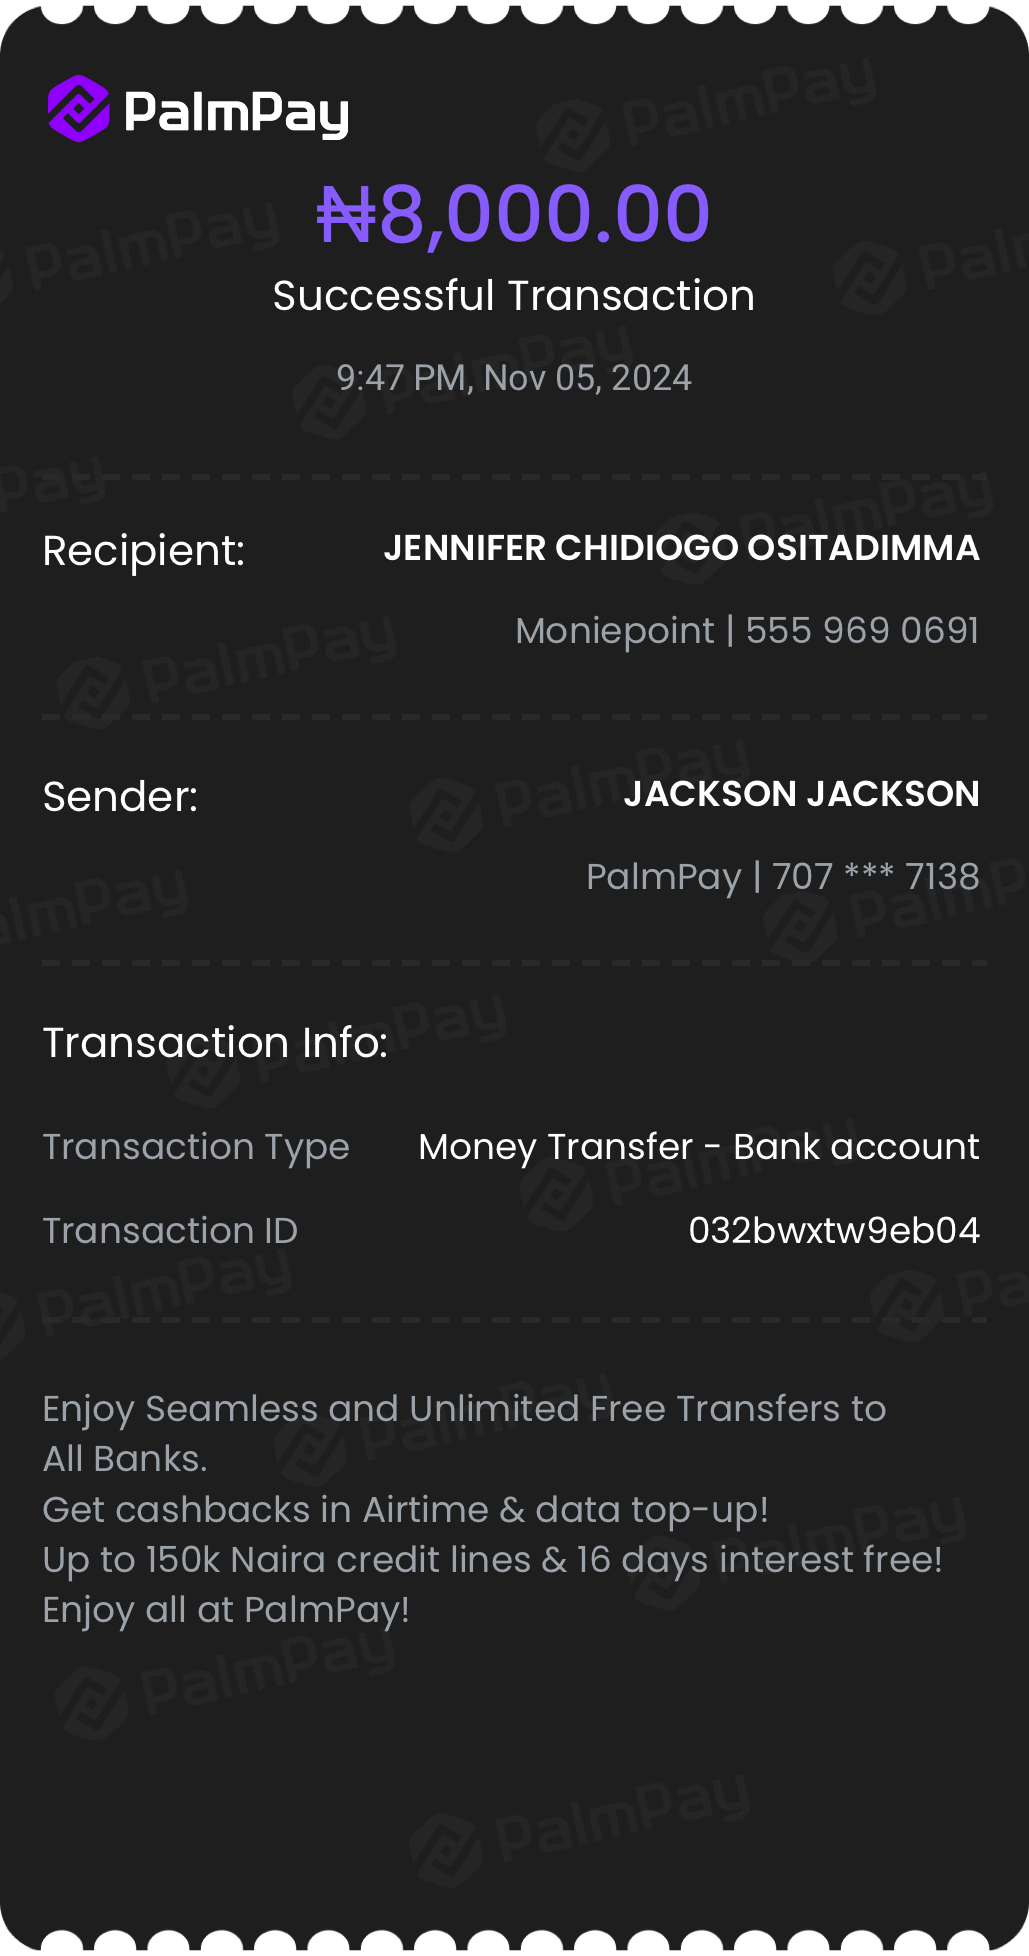 PalmPay
₦8,000.00
Successful Transaction
9:47 PM, Nov 05, 2024
Recipient: JENNIFER CHIDIOGO OSITADIMMA
Moniepoint | 555 969 0691
Sender: JACKSON JACKSON
PalmPay | 707 *** 7138
Transaction Info:
Transaction Type Money Transfer - Bank account
Transaction ID 032bwxtw9eb04
Enjoy Seamless and Unlimited Free Transfers to
All Banks.
Get cashbacks in Airtime & data top-up!
Up to 150k Naira credit lines & 16 days interest free!
Enjoy all at PalmPay!